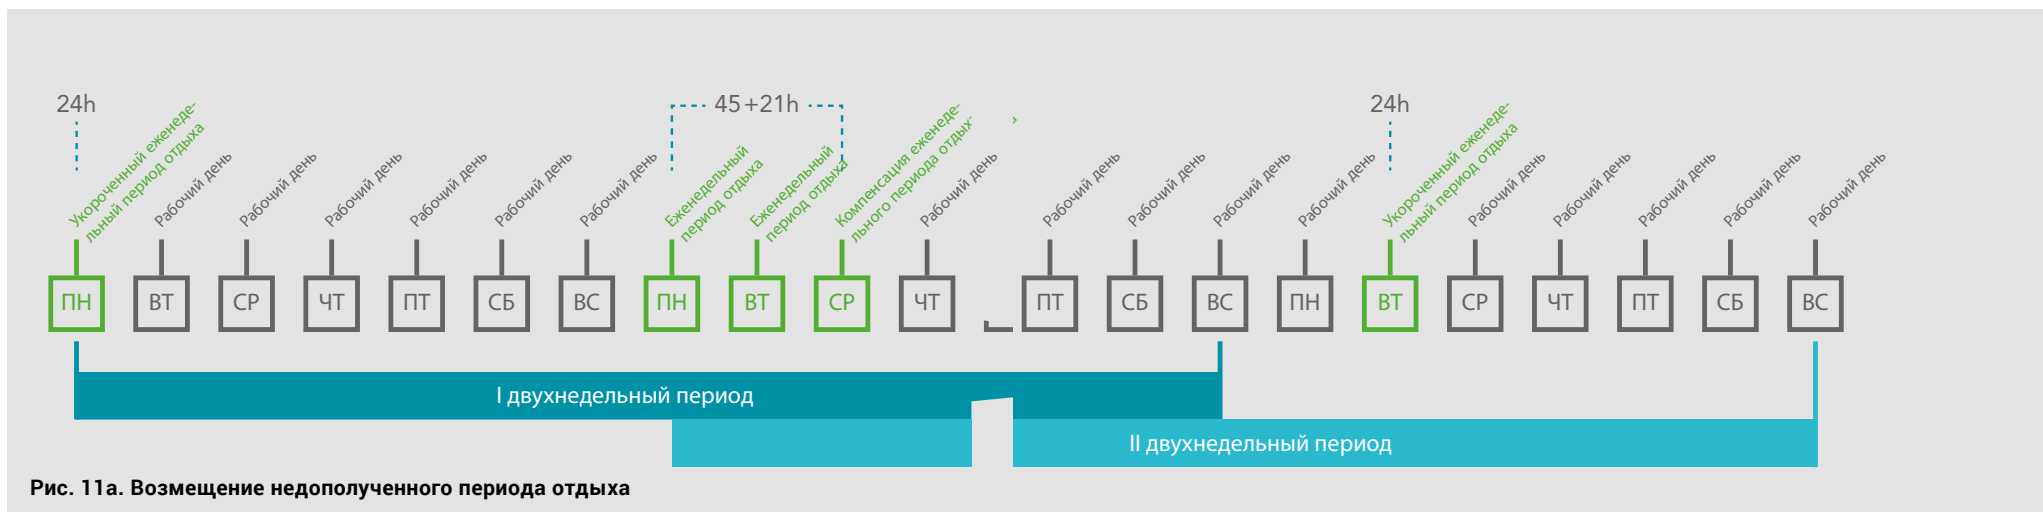 24h
45+21h
24h
Укороченный еженеде-
льный период отдыха
Рабочий день
Рабочий день
Рабочий день
Рабочий день
Рабочий день
Рабочий день
Еженедельный
период отдыха
Еженедельный
период отдыха
Компенсация еженеде-
льного периода отдыха
Рабочий день
Рабочий день
Рабочий день
Рабочий день
Рабочий день
Укороченный еженеде-
льный период отдыха
Рабочий день
Рабочий день
Рабочий день
Рабочий день
Рабочий день
ПН ВТ СР ЧТ ПТ СБ ВС ПН ВТ СР ЧТ ПТ СБ ВС ПН ВТ СР ЧТ ПТ СБ ВС
I двухнедельный период
II двухнедельный период
Рис. 11а. Возмещение недополученного периода отдыха